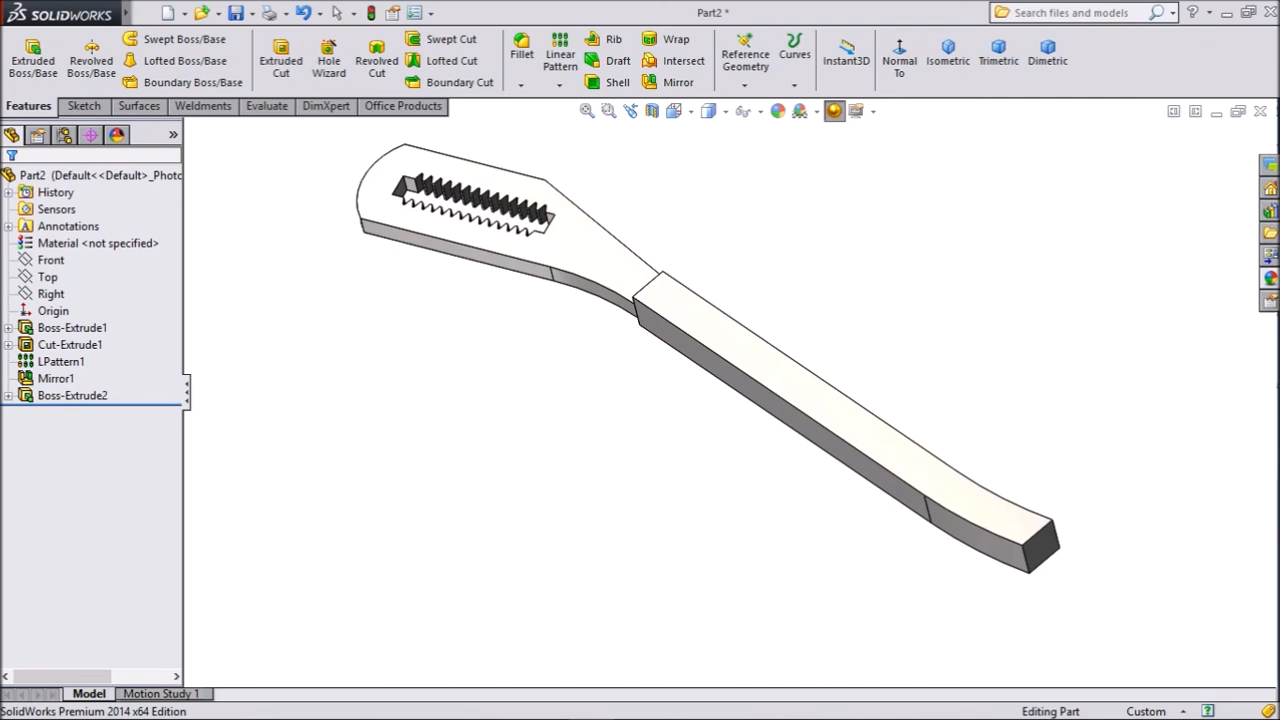 SOLIDWORKS
Part2 *
Search files and models
Extruded Boss/Base
Revolved Boss/Base
Swept Boss/Base
Lofted Boss/Base
Boundary Boss/Base
Extruded Cut
Hole Wizard
Revolved Cut
Swept Cut
Lofted Cut
Boundary Cut
Fillet
Linear Pattern
Rib
Draft
Shell
Wrap
Intersect
Mirror
Reference Geometry
Curves
Instant3D
Normal To
Isometric
Trimetric
Dimetric
Features
Sketch
Surfaces
Weldments
Evaluate
DimXpert
Office Products
Part2 (Default<<Default>_Photo
History
Sensors
Annotations
Material <not specified>
Front
Top
Right
Origin
Boss-Extrude1
Cut-Extrude1
LPattern1
Mirror1
Boss-Extrude2
Model
Motion Study 1
SolidWorks Premium 2014 x64 Edition
Editing Part
Custom